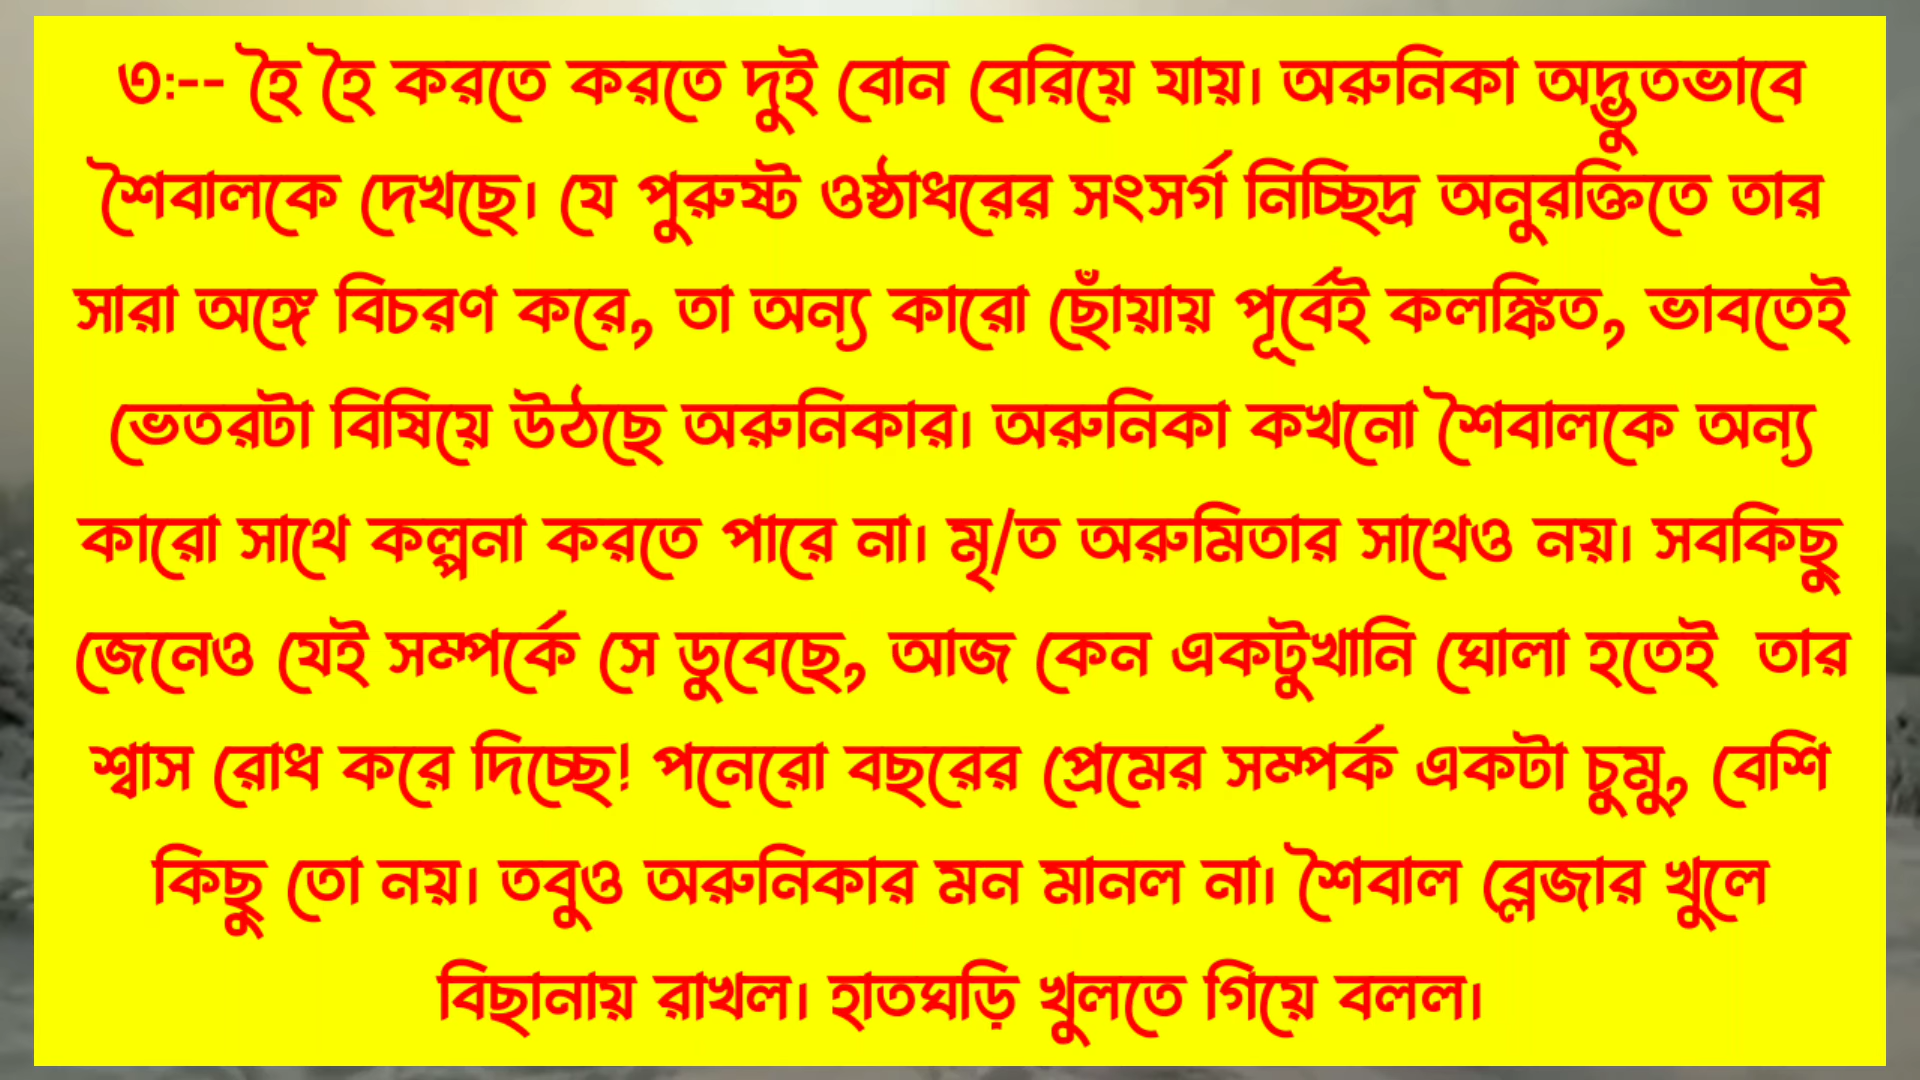 ৩ঃ-- হৈ হৈ করতে করতে দুই বোন বেরিয়ে যায়। অরুনিকা অদ্ভুতভাবে
শৈবালকে দেখছে। যে পুরুষ্ট ওষ্ঠাধরের সংসর্গ নিচ্ছিদ্র অনুরক্তিতে তার
সারা অঙ্গে বিচরণ করে, তা অন্য কারো ছোঁয়ায় পূর্বেই কলঙ্কিত, ভাবতেই
ভেতরটা বিষিয়ে উঠছে অরুনিকার। অরুনিকা কখনো শৈবালকে অন্য
কারো সাথে কল্পনা করতে পারে না। মৃ/ত অরুমিতার সাথেও নয়। সবকিছু
জেনেও যেই সম্পর্কে সে ডুবেছে, আজ কেন একটুখানি ঘোলা হতেই  তার
শ্বাস রোধ করে দিচ্ছে! পনেরো বছরের প্রেমের সম্পর্ক একটা চুমু, বেশি
কিছু তো নয়। তবুও অরুনিকার মন মানল না। শৈবাল ব্লেজার খুলে
বিছানায় রাখল। হাতঘড়ি খুলতে গিয়ে বলল।